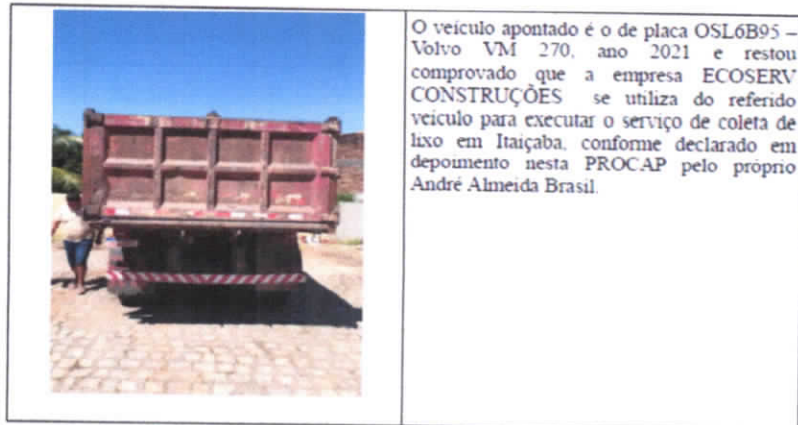 O veículo apontado é o de placa OSL6B95 –
Volvo VM 270, ano 2021 e restou
comprovado que a empresa ECOSERV
CONSTRUÇÕES se utiliza do referido
veículo para executar o serviço de coleta de
lixo em Itaiçaba, conforme declarado em
depoimento nesta PROCAP pelo próprio
André Almeida Brasil.